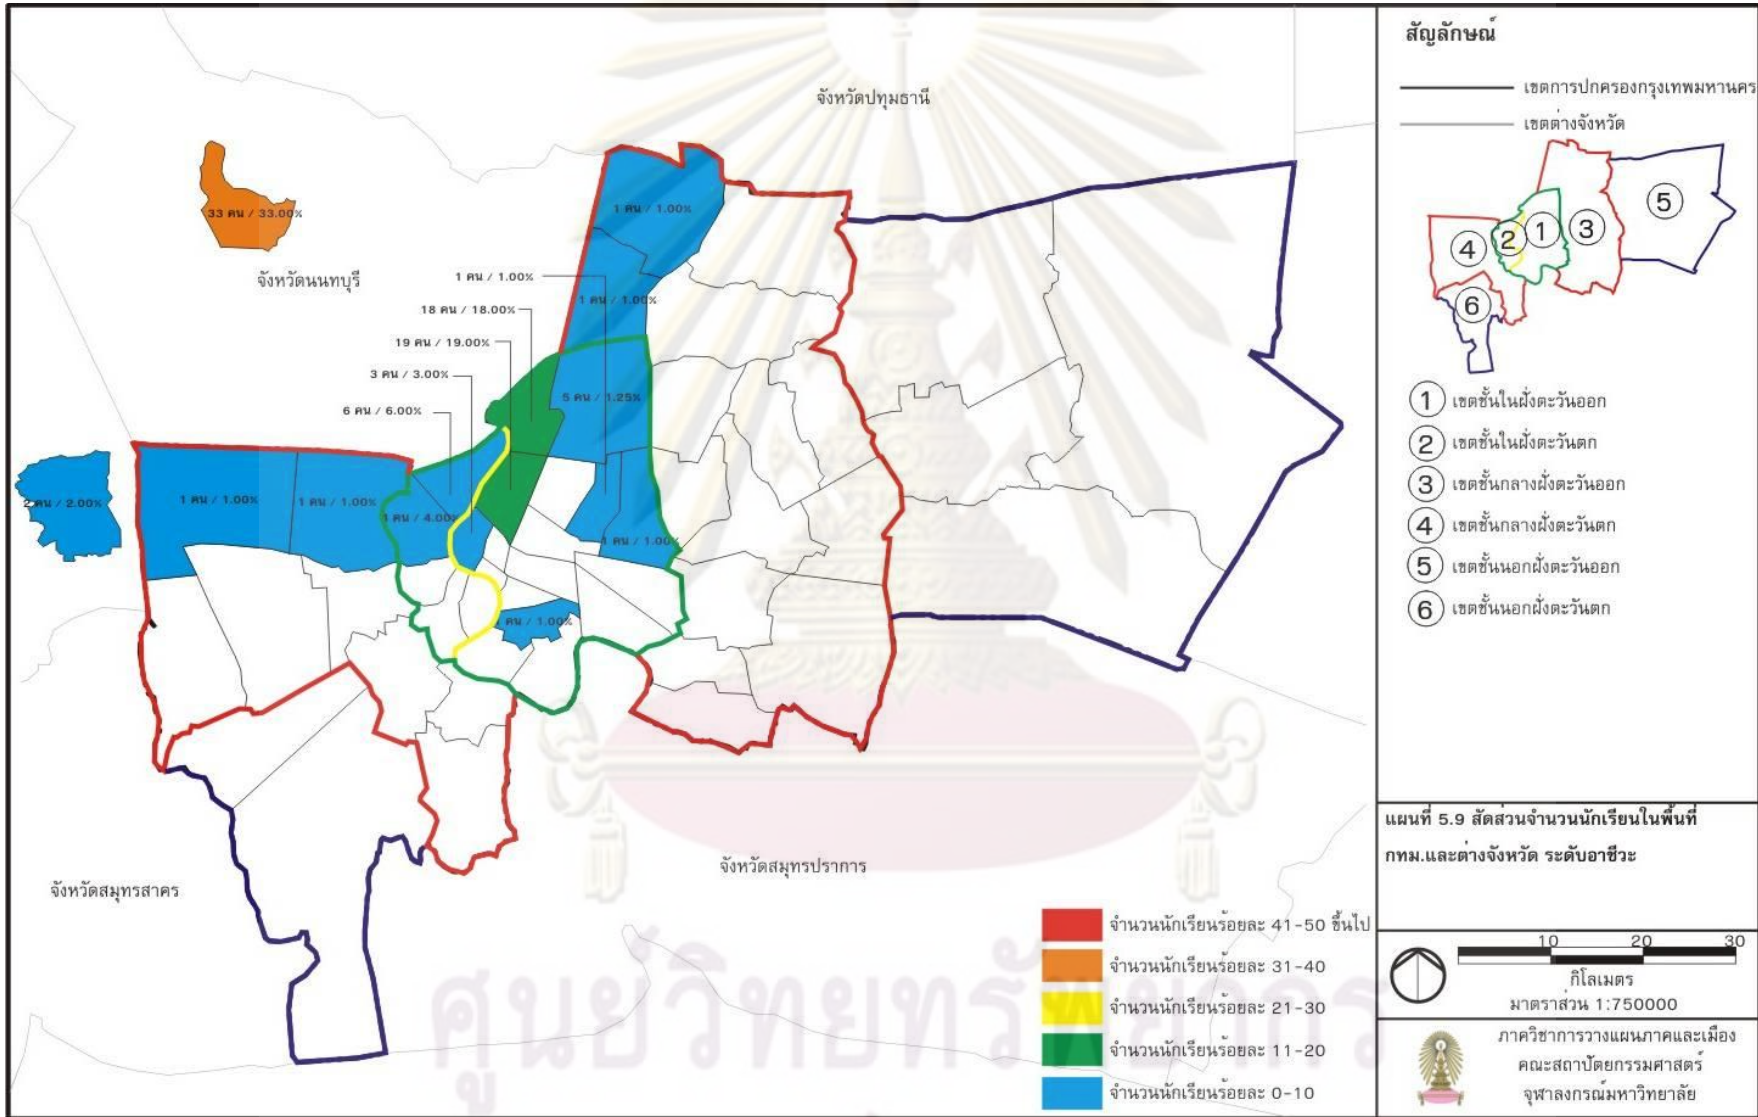 จังหวัดปทุมธานี
33 คน / 33.00%
จังหวัดนนทบุรี
1 คน / 1.00%
1 คน / 1.00%
1 คน / 1.00%
18 คน / 18.00%
19 คน / 19.00%
3 คน / 3.00%
6 คน / 6.00%
5 คน / 1.25%
2 คน / 2.00%
1 คน / 1.00%
1 คน / 1.00%
1 คน / 4.00%
1 คน / 1.00%
คน / 1.00%
จังหวัดสมุทรสาคร
จังหวัดสมุทรปราการ
จำนวนนักเรียนร้อยละ 41-50 ขึ้นไป
จำนวนนักเรียนร้อยละ 31-40
จำนวนนักเรียนร้อยละ 21-30
จำนวนนักเรียนร้อยละ 11-20
จำนวนนักเรียนร้อยละ 0-10
ศูนย์วิทยทรัพยากร
สัญลักษณ์
เขตการปกครองกรุงเทพมหานคร
เขตต่างจังหวัด
5
3
1
2
4
6
1 เขตชั้นในฝั่งตะวันออก
2 เขตชั้นในฝั่งตะวันตก
3 เขตชั้นกลางฝั่งตะวันออก
4 เขตชั้นกลางฝั่งตะวันตก
5 เขตชั้นนอกฝั่งตะวันออก
6 เขตชั้นนอกฝั่งตะวันตก
แผนที่ 5.9 สัดส่วนจำนวนนักเรียนในพื้นที่
กทม.และต่างจังหวัด ระดับอาชีวะ
10 20 30
กิโลเมตร
มาตราส่วน 1:750000
ภาควิชาการวางแผนภาคและเมือง
คณะสถาปัตยกรรมศาสตร์
จุฬาลงกรณ์มหาวิทยาลัย